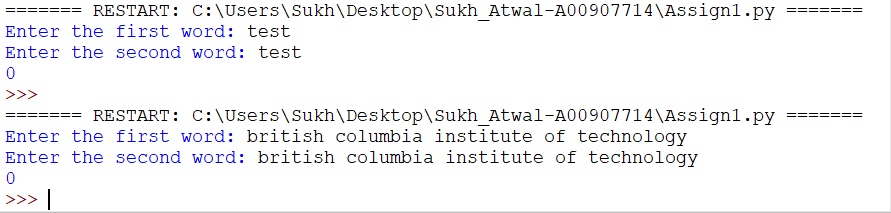 ======= RESTART: C:\Users\Sukh\Desktop\Sukh_Atwal-A00907714\Assign1.py =======
Enter the first word: test
Enter the second word: test
0
>>>
======= RESTART: C:\Users\Sukh\Desktop\Sukh_Atwal-A00907714\Assign1.py =======
Enter the first word: british columbia institute of technology
Enter the second word: british columbia institute of technology
0
>>>